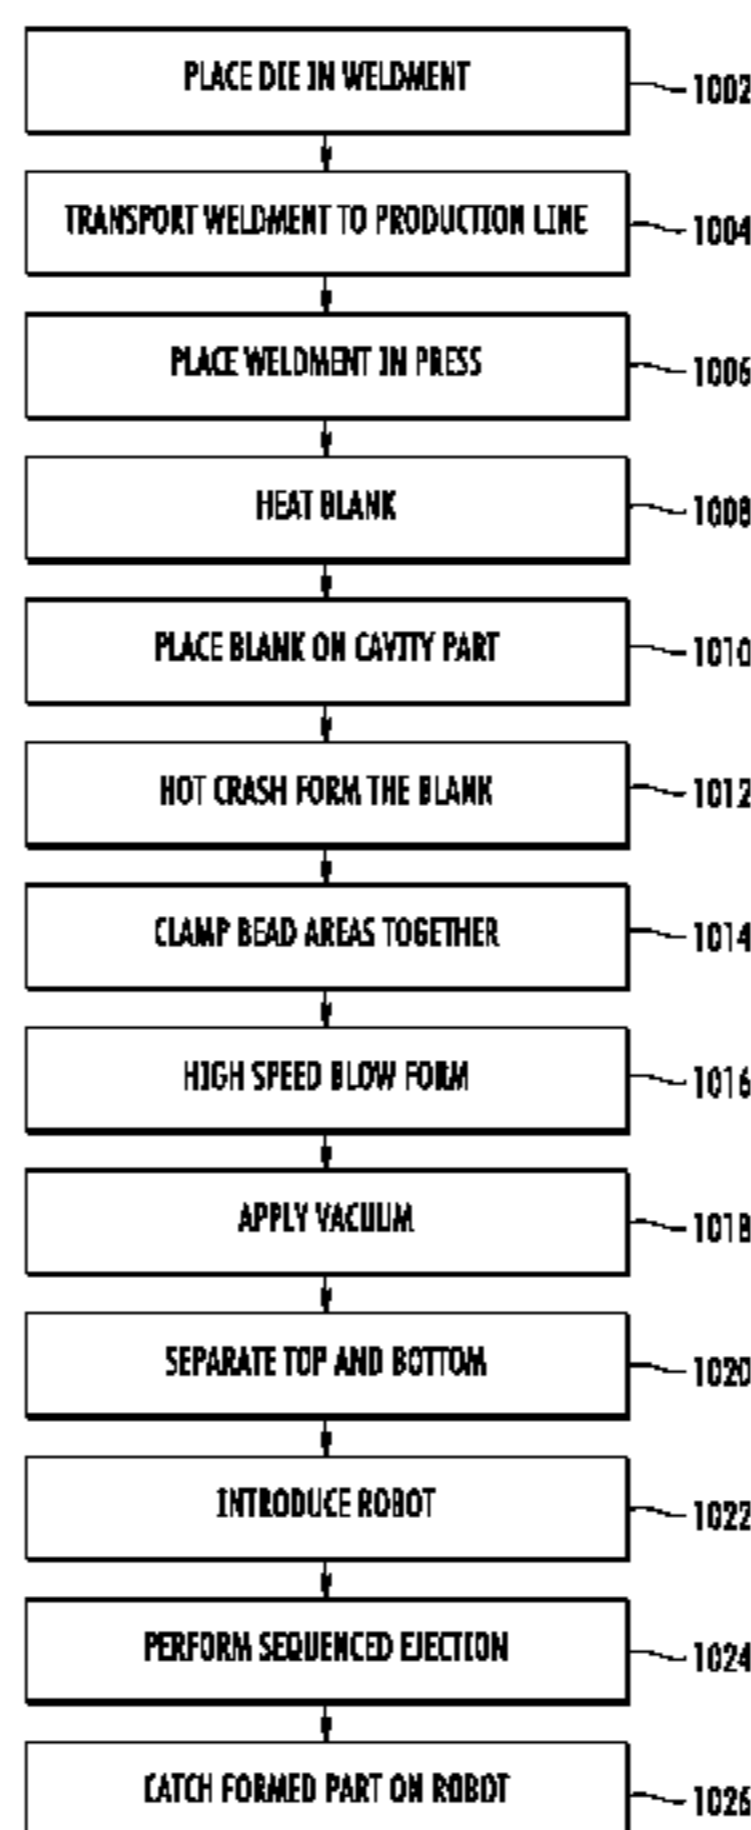 PLACE DIE IN WELDMENT
1002
TRANSPORT WELDMENT TO PRODUCTION LINE
1004
PLACE WELDMENT IN PRESS
1006
HEAT BLANK
1008
PLACE BLANK ON CAVITY PART
1010
HOT CRASH FORM THE BLANK
1012
CLAMP BEAD AREAS TOGETHER
1014
HIGH SPEED BLOW FORM
1016
APPLY VACUUM
1018
SEPARATE TOP AND BOTTOM
1020
INTRODUCE ROBOT
1022
PERFORM SEQUENCED EJECTION
1024
CATCH FORMED PART ON ROBOT
1026